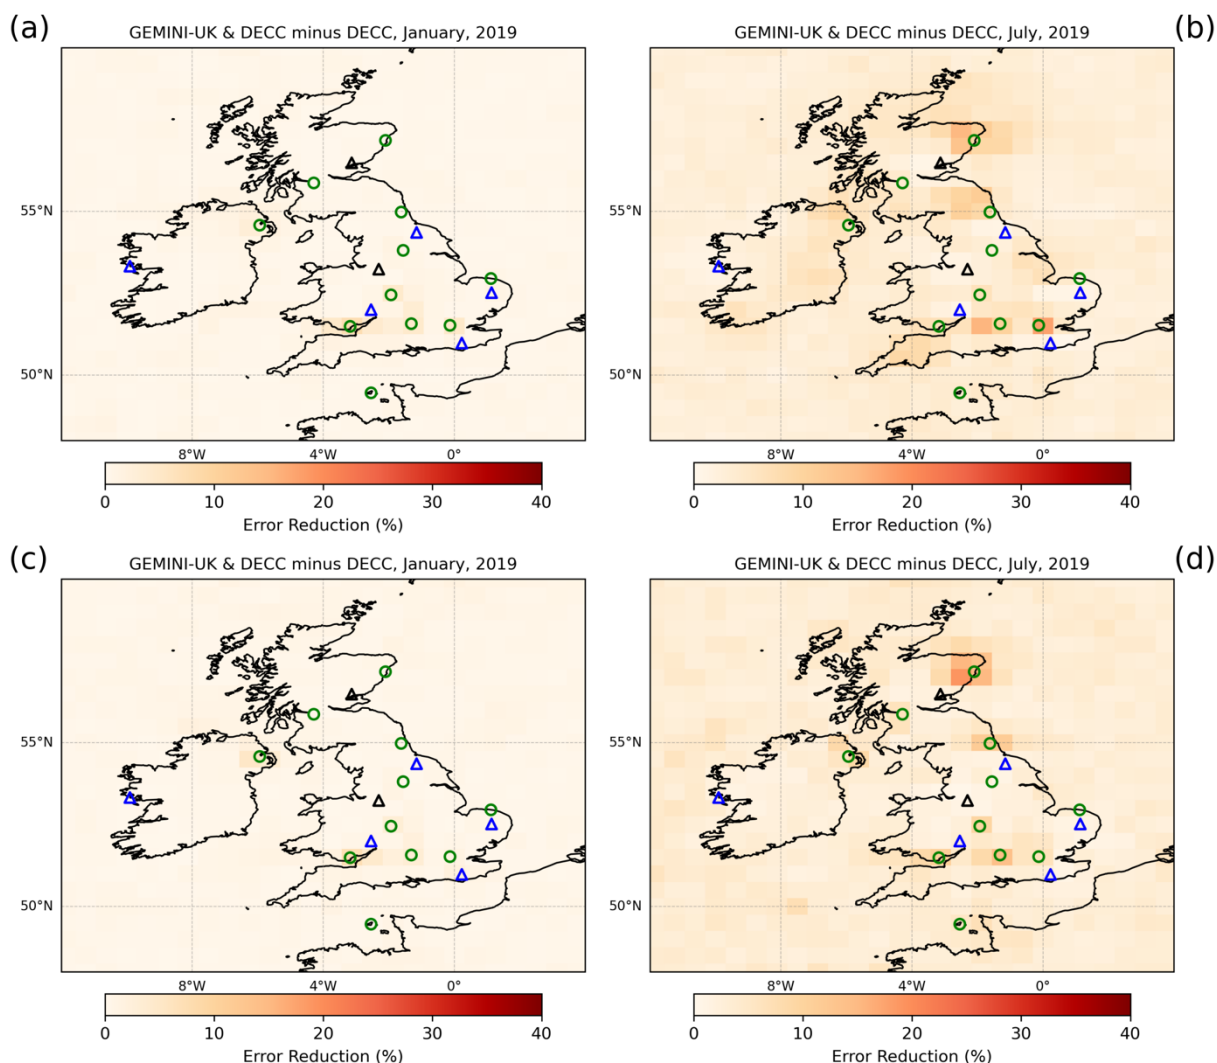 (a)
GEMINI-UK & DECC minus DECC, January, 2019
GEMINI-UK & DECC minus DECC, July, 2019
(b)
55°N
55°N
50°N
50°N
8°W 4°W 0°
8°W 4°W 0°
0 10 20 30 40
0 10 20 30 40
Error Reduction (%)
Error Reduction (%)
(c)
GEMINI-UK & DECC minus DECC, January, 2019
GEMINI-UK & DECC minus DECC, July, 2019
(d)
55°N
55°N
50°N
50°N
8°W 4°W 0°
8°W 4°W 0°
0 10 20 30 40
0 10 20 30 40
Error Reduction (%)
Error Reduction (%)